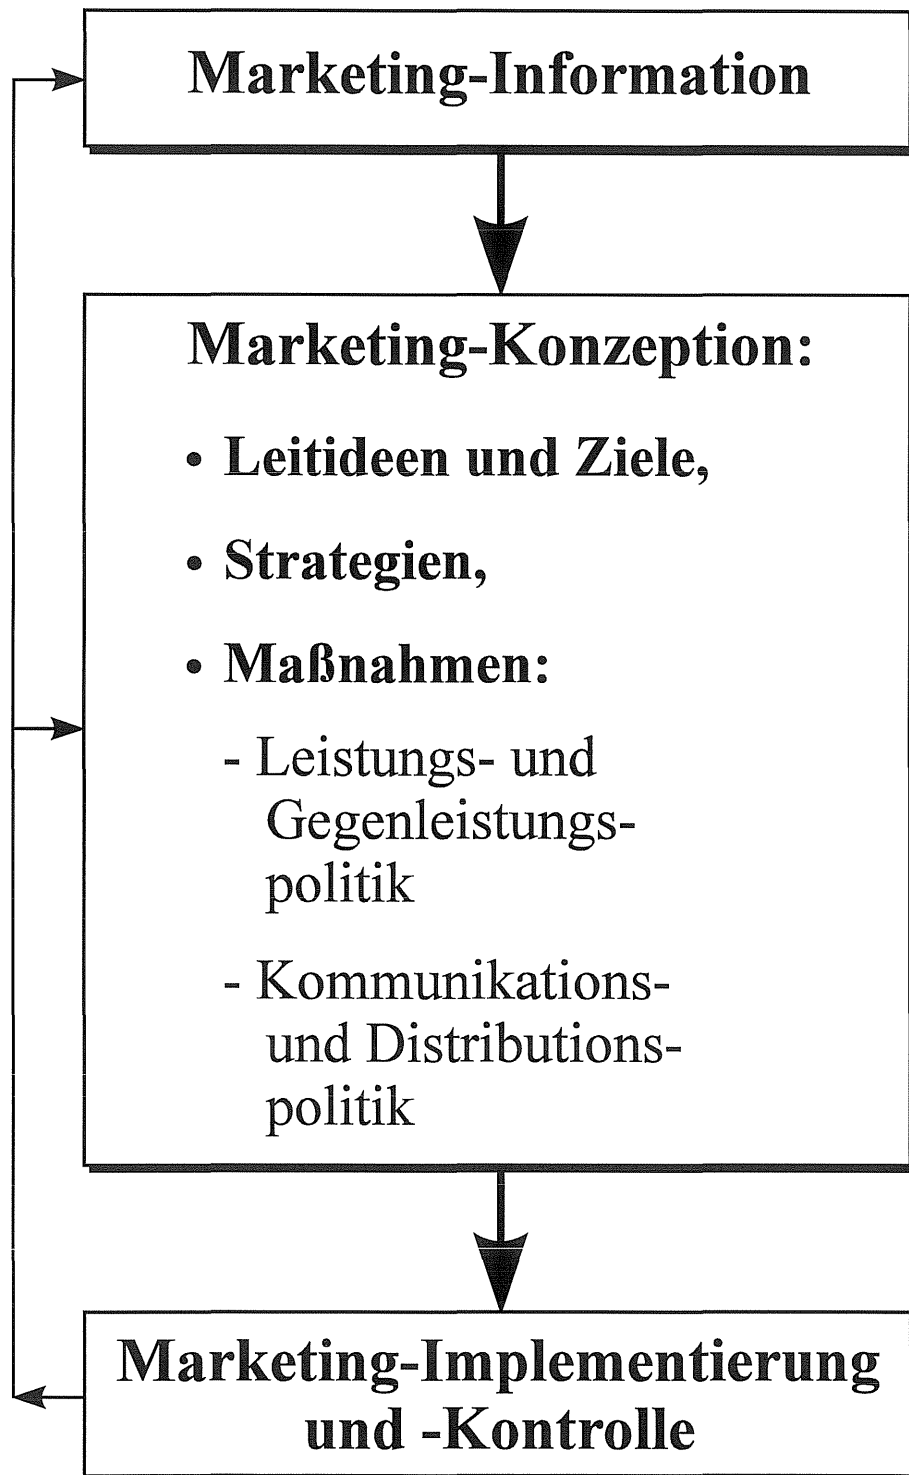 Marketing-Information
Marketing-Konzeption:
• Leitideen und Ziele,
• Strategien,
• Maßnahmen:
- Leistungs- und
Gegenleistungs-
politik
- Kommunikations-
und Distributions-
politik
Marketing-Implementierung
und -Kontrolle